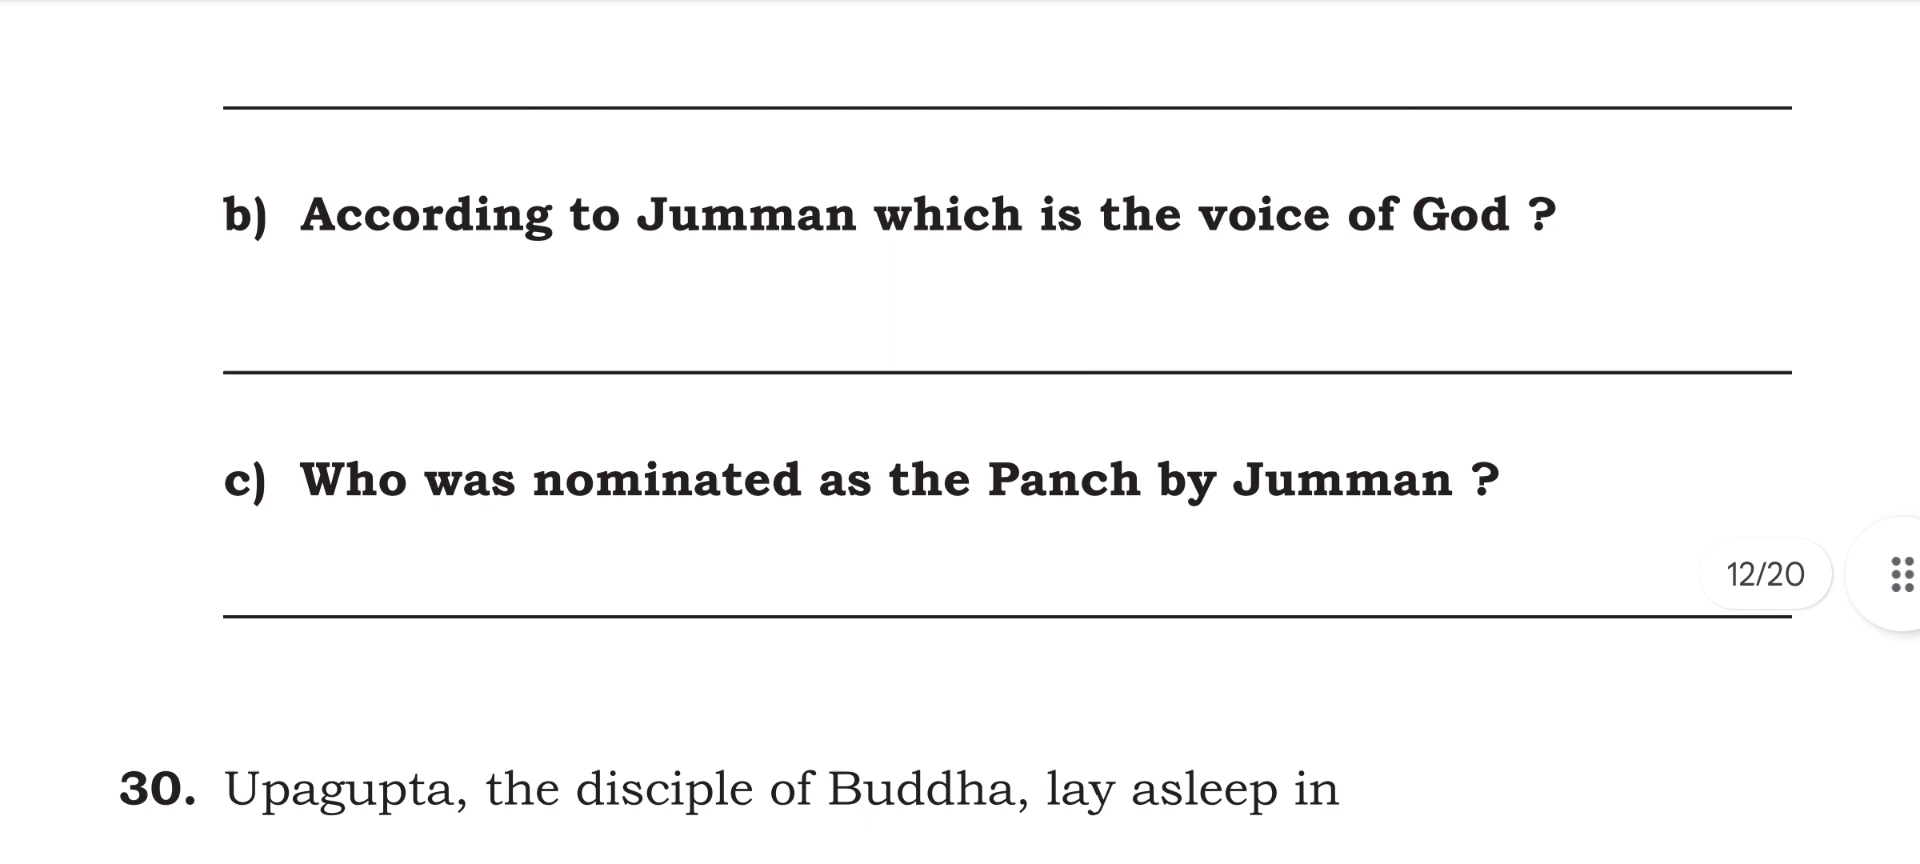 b) According to Jumman which is the voice of God ?
c) Who was nominated as the Panch by Jumman ?
12/20
30. Upagupta, the disciple of Buddha, lay asleep in